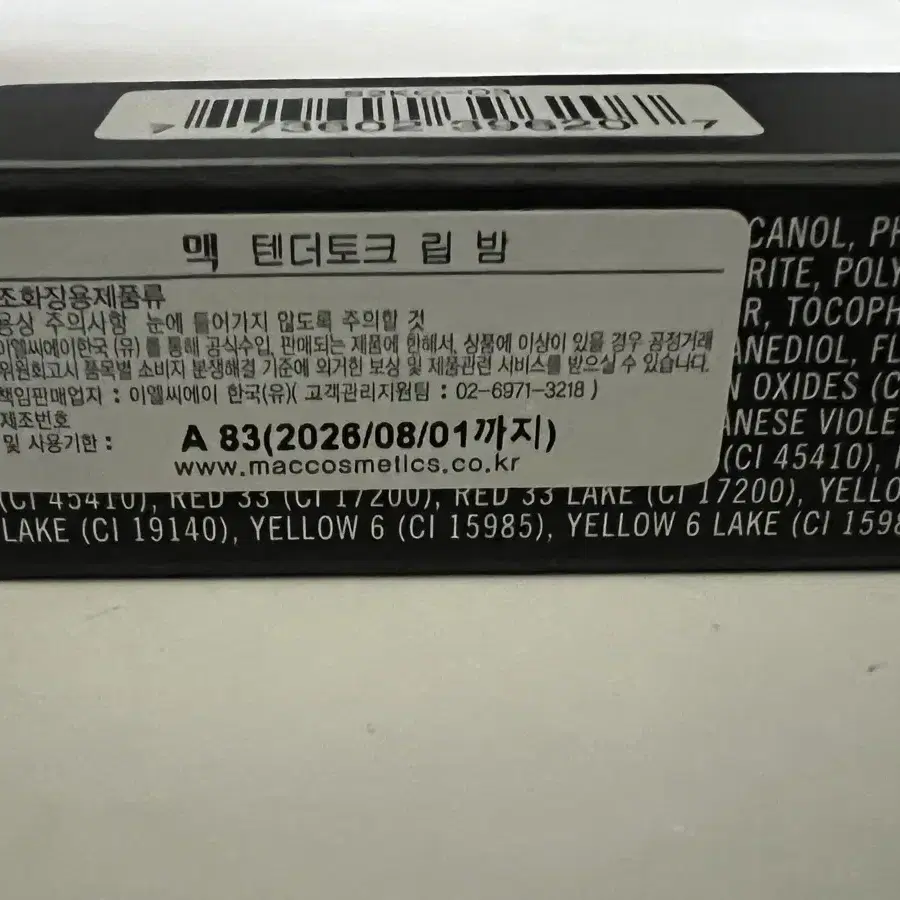 73602 39620 7
맥 텐더토크 립 밤
조화장용제품류
용상 주의사항 눈에 들어가지 않도록 주의할 것
이엘씨에이한국 (유) 를 통해 공식수입, 판매되는 제품에 한해서, 상품에 이상이 있을 경우 공정거래
위원회고시 품목별 소비자 분쟁해결 기준에 의거한 보상 및 제품관련 서비스를 받으실 수 있습니다.
책임판매업자 : 이엘씨에이 한국(유)( 고객관리지원팀 : 02-6971-3218 )
제조번호
및 사용기한 : A 83(2026/08/01까지)
www.maccosmetics.co.kr
CANOL, PH
RITE, POLY
R, TOCOPH
ANEDIOL, FL
N OXIDES (C
ANESE VIOLE
(CI 45410),
(CI 45410), RED 33 (CI 17200), RED 33 LAKE (CI 17200), YELLO
LAKE (CI 19140), YELLOW 6 (CI 15985), YELLOW 6 LAKE (CI 1598